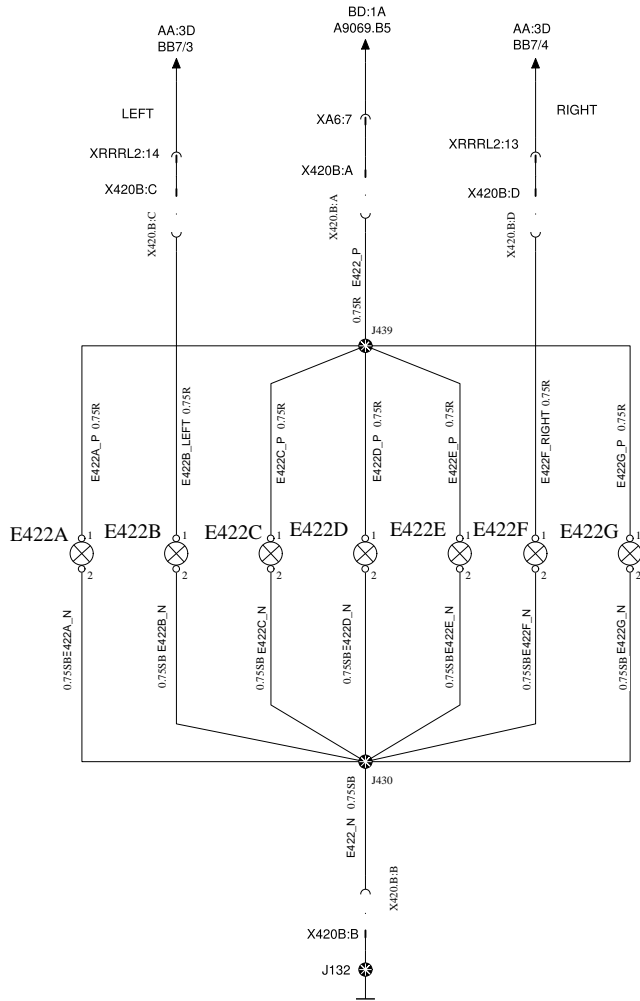 BD:1A
A9069.B5
AA:3D
BB7/3
AA:3D
BB7/4
LEFT
RIGHT
XA6:7
XRRRL2:14
XRRRL2:13
X420B:A
X420B:C
X420B:D
X420.B:C
X420.B:A
X420.B:D
E422_P
0.75R
J439
E422A_P 0.75R
E422B_LEFT 0.75R
E422C_P 0.75R
E422D_P 0.75R
E422E_P 0.75R
E422F_RIGHT 0.75R
E422G_P 0.75R
E422A
E422B
E422C
E422D
E422E
E422F
E422G
1
1
1
1
1
1
1
2
2
2
2
2
2
2
0.75SB E422A_N
0.75SB E422B_N
0.75SB E422C_N
0.75SB E422D_N
0.75SB E422E_N
0.75SB E422F_N
0.75SB E422G_N
J430
0.75SB
E422_N
X420.B:B
X420B:B
J132